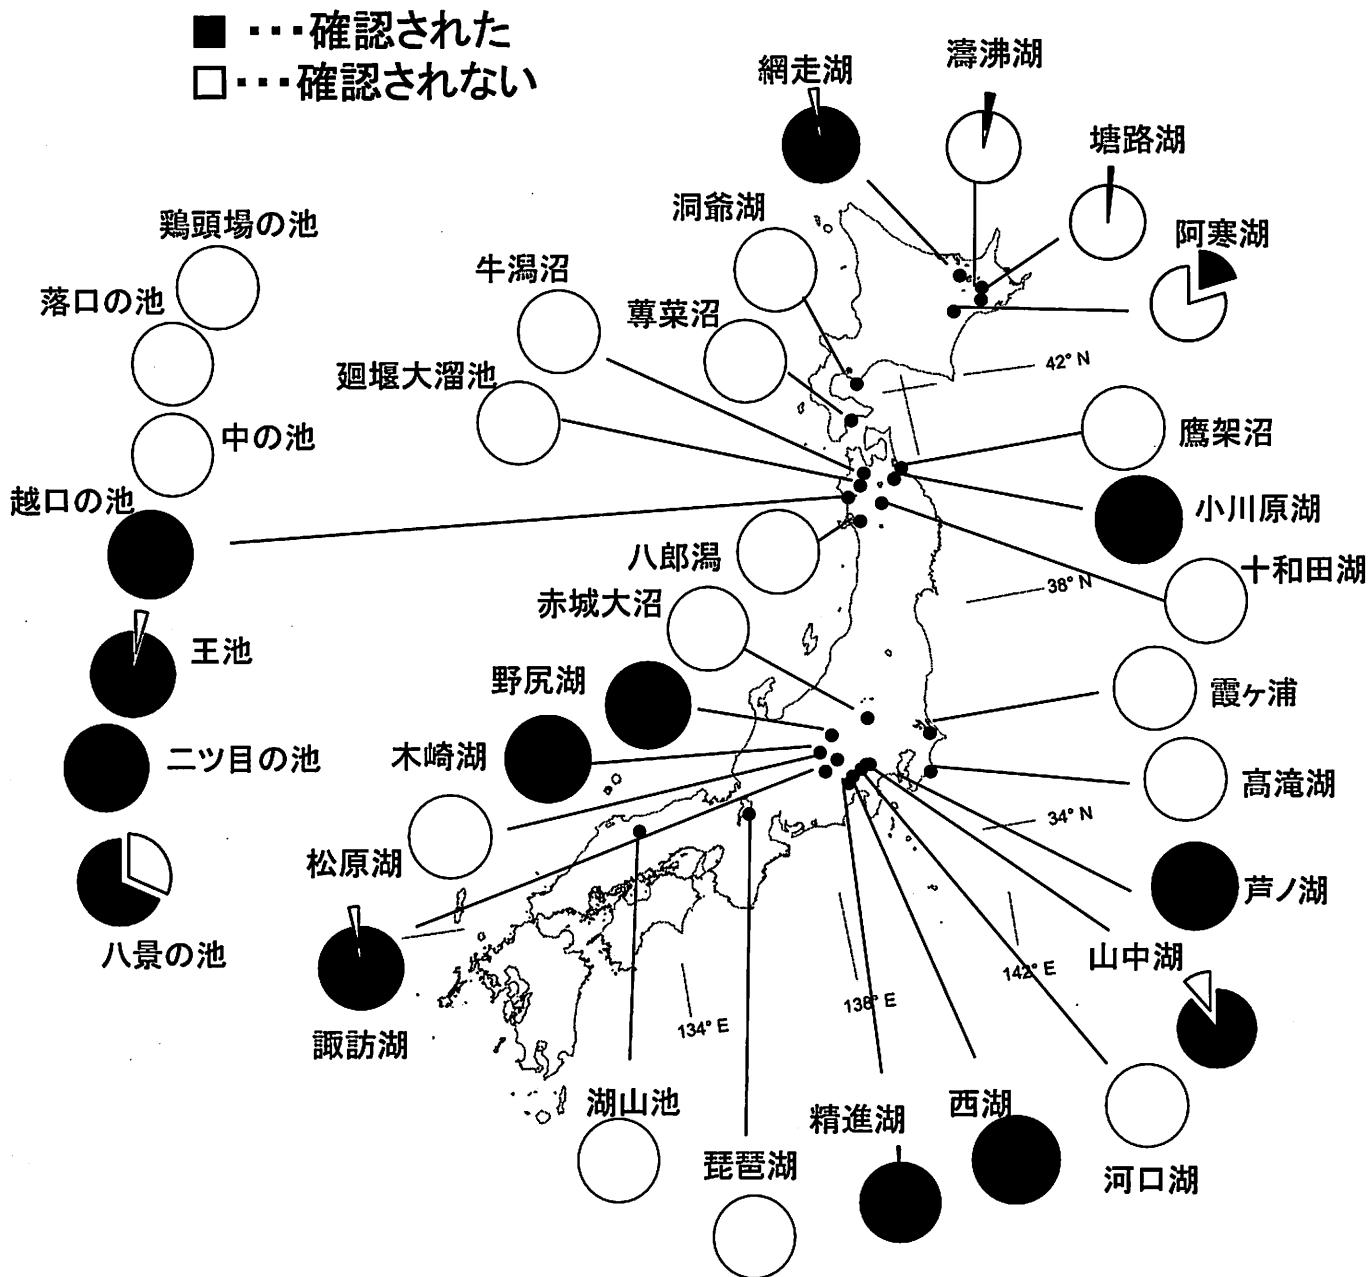 ■ ･･･確認された
□･･･確認されない
網走湖
濤沸湖
塘路湖
阿寒湖
洞爺湖
蓴菜沼
牛潟沼
廻堰大溜池
鶏頭場の池
落口の池
中の池
越口の池
王池
二ツ目の池
八景の池
42° N
鷹架沼
小川原湖
十和田湖
八郎潟
38° N
赤城大沼
野尻湖
木崎湖
霞ヶ浦
高滝湖
34° N
松原湖
諏訪湖
芦ノ湖
山中湖
142° E
138° E
134° E
湖山池
琵琶湖
精進湖
西湖
河口湖